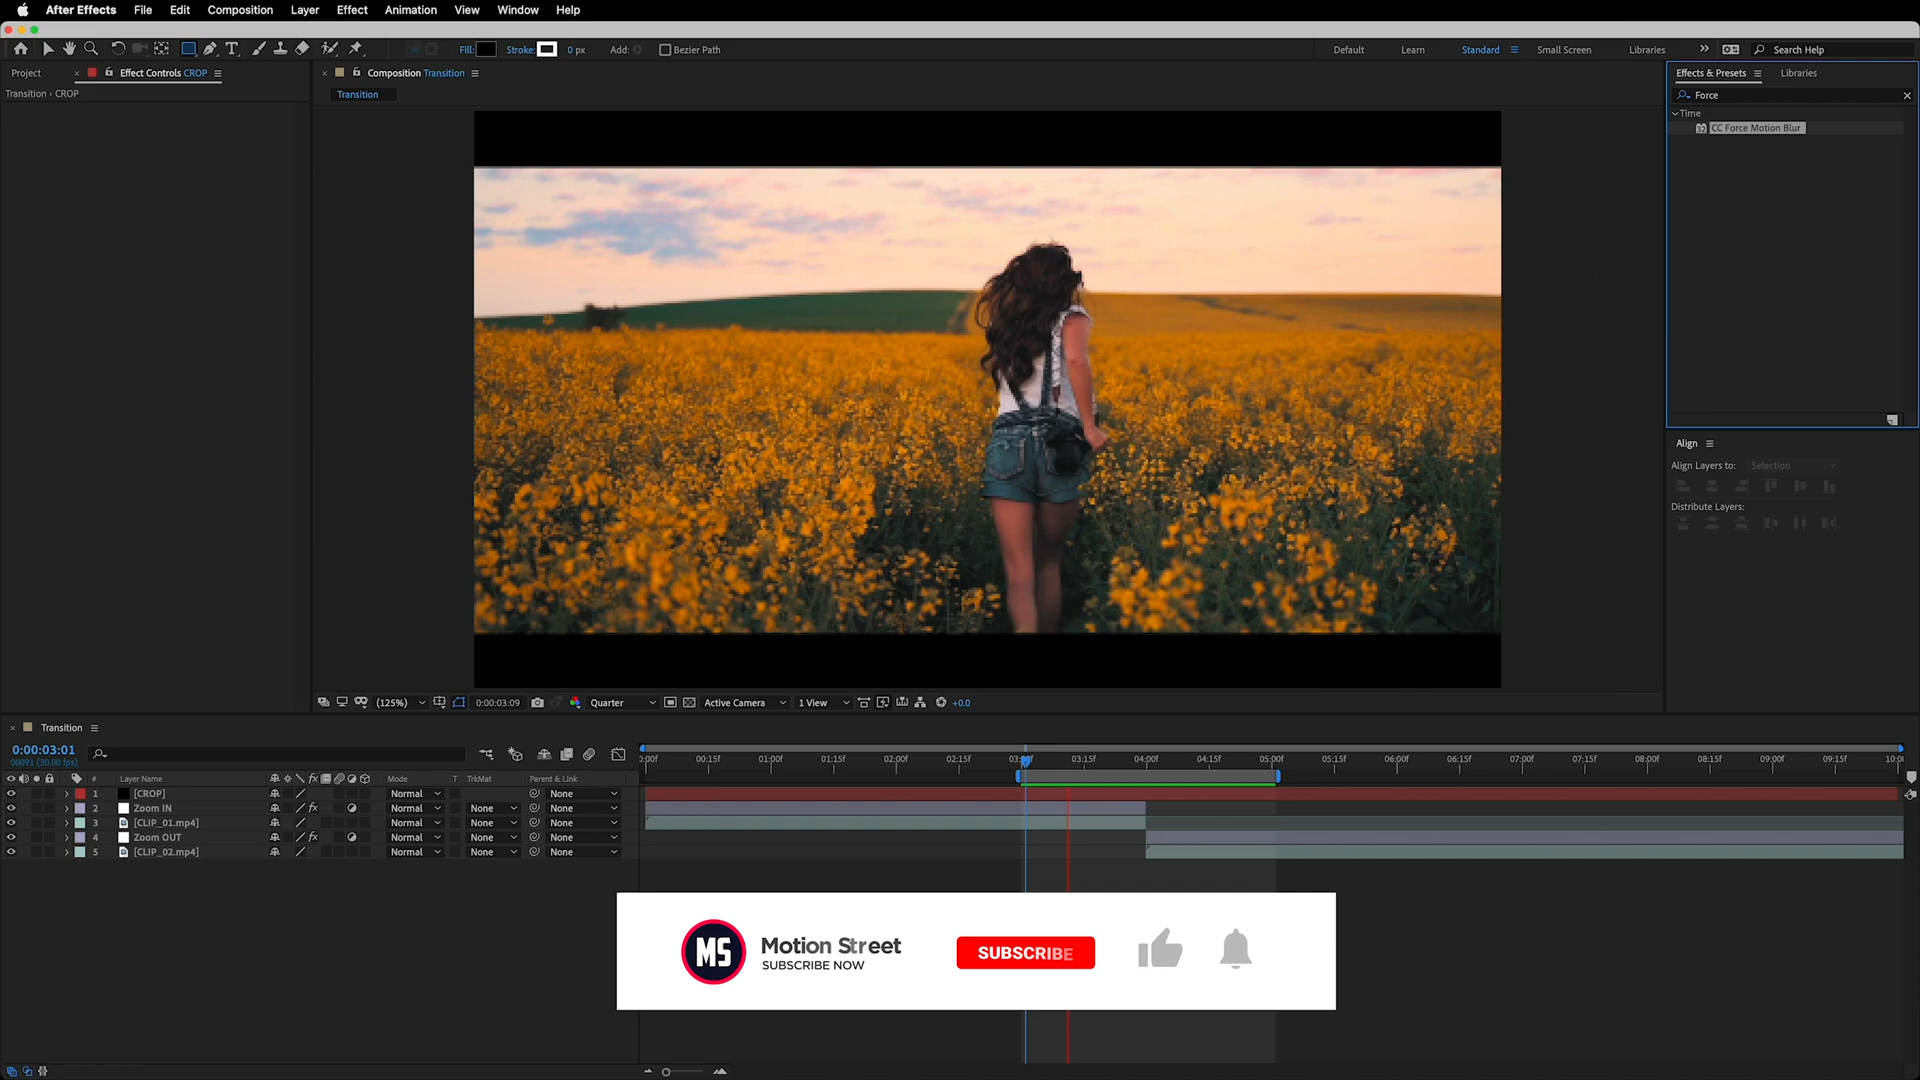 After Effects File Edit Composition Layer Effect Animation View Window Help
Fill: Stroke: 0 px Add: Bezier Path Default Learn Standard Small Screen Libraries Search Help
Project Effect Controls CROP
Transition • CROP
Composition Transition
Transition
Effects & Presets Libraries
Force
Time
CC Force Motion Blur
Align
Align Layers to: Selection
Distribute Layers:
(125%) 0:00:03:09 Quarter Active Camera 1 View +0.0
Transition
0:00:03:01
00091 (30.00 fps)
# Layer Name Mode T TrkMat Parent & Link
00:15f 01:00f 01:15f 02:00f 02:15f 03:15f 04:00f 04:15f 05:00f 05:15f 06:00f 06:15f 07:00f 07:15f 08:00f 08:15f 09:00f 09:15f
1 [CROP] Normal None
2 Zoom IN fx Normal None None
3 [CLIP_01.mp4] Normal None None
4 Zoom OUT fx Normal None None
5 [CLIP_02.mp4] Normal None None
MS
Motion Street
SUBSCRIBE NOW
SUBSCRIBE